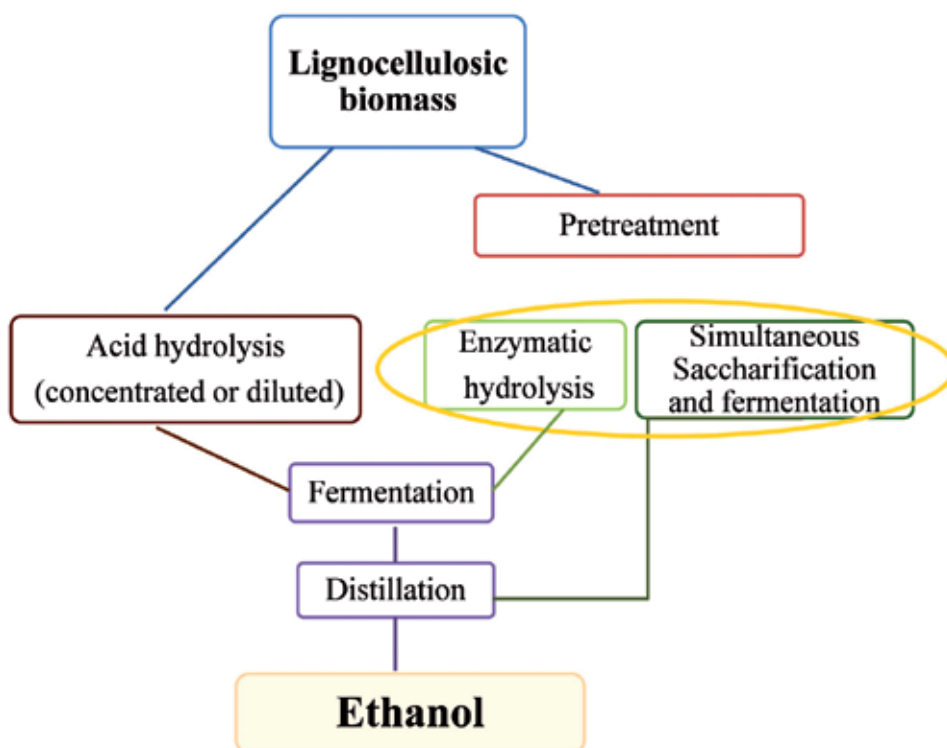 Lignocellulosic
biomass
Pretreatment
Acid hydrolysis
(concentrated or diluted)
Enzymatic
hydrolysis
Simultaneous
Saccharification
and fermentation
Fermentation
Distillation
Ethanol